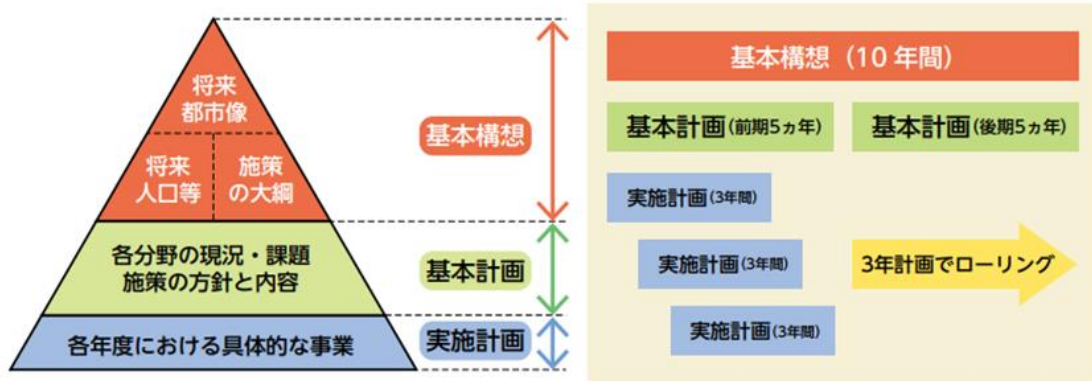 将来
都市像
将来
人口等
施策
の大綱
各分野の現況・課題
施策の方針と内容
各年度における具体的な事業
基本構想
基本計画
実施計画
基本構想（10年間）
基本計画(前期5ヵ年)
基本計画(後期5ヵ年)
実施計画(3年間)
実施計画(3年間)
実施計画(3年間)
3年計画でローリング